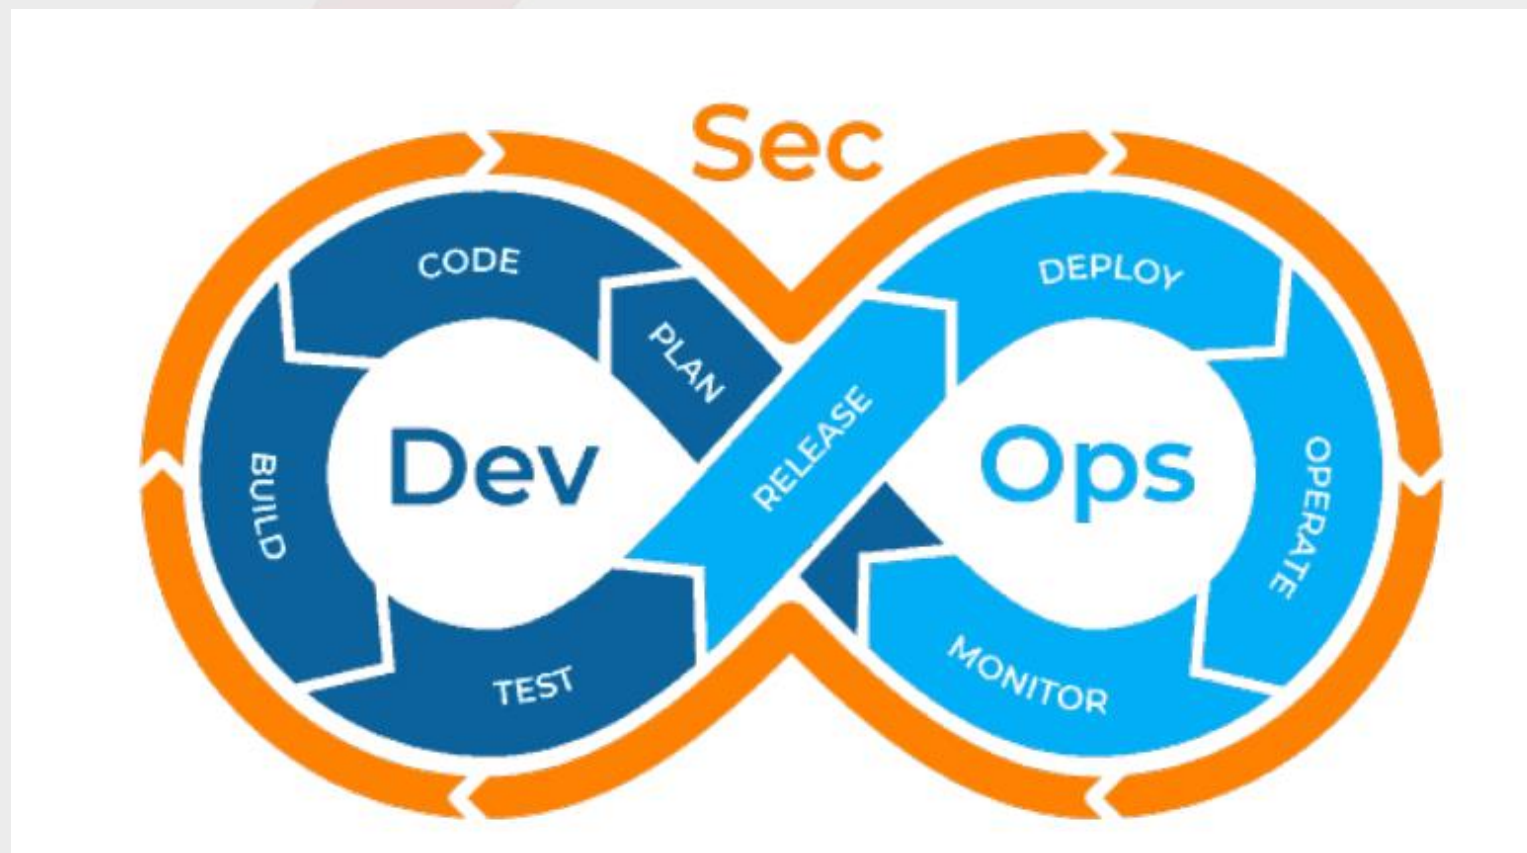 Sec
Dev
Ops
PLAN
CODE
BUILD
TEST
RELEASE
DEPLOY
OPERATE
MONITOR